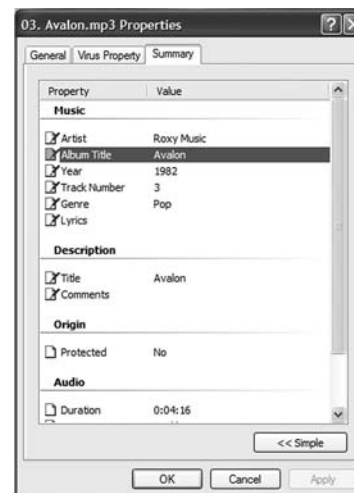 03. Avalon.mp3 Properties
General Virus Property Summary
Property Value
Music
Artist Roxy Music
Album Title Avalon
Year 1982
Track Number 3
Genre Pop
Lyrics
Description
Title Avalon
Comments
Origin
Protected No
Audio
Duration 0:04:16
<< Simple
OK Cancel Apply